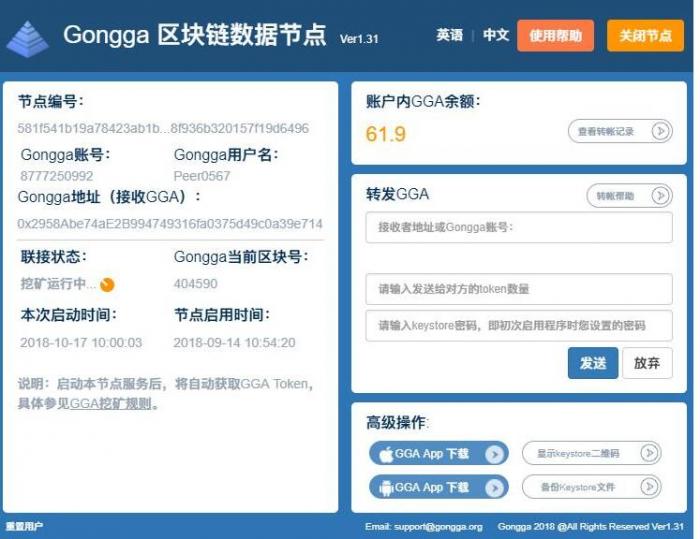 Gongga 区块链数据节点 Ver1.31
英语 | 中文 使用帮助 关闭节点
节点编号：
581f541b19a78423ab1b...8f936b320157f19d6496
Gongga账号： Gongga用户名：
8777250992 Peer0567
Gongga地址（接收GGA）：
0x2958Abe74aE2B994749316fa0375d49c0a39e714
联接状态： Gongga当前区块号：
挖矿运行中... 404590
本次启动时间： 节点启用时间：
2018-10-17 10:00:03 2018-09-14 10:54:20
说明：启动本节点服务后，将自动获取GGA Token，
具体参见GGA挖矿规则。
账户内GGA余额：
61.9 查看转帐记录
转发GGA 转帐帮助
接收者地址或Gongga账号：
请输入发送给对方的token数量
请输入keystore密码，即初次启用程序时您设置的密码
发送 放弃
高级操作:
GGA App 下载 显示keystore二维码
GGA App 下载 备份Keystore文件
重置用户 Email: support@gongga.org Gongga 2018 @All Rights Reserved Ver1.31